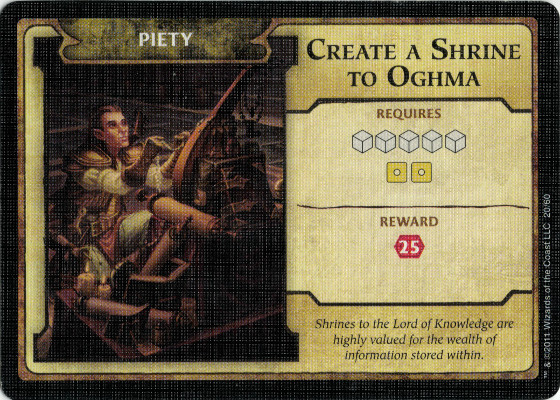 PIETY
CREATE A SHRINE
TO OGHMA
REQUIRES
REWARD
25
Shrines to the Lord of Knowledge are
highly valued for the wealth of
information stored within.
™ & ©2011 Wizards of the Coast LLC 20/60